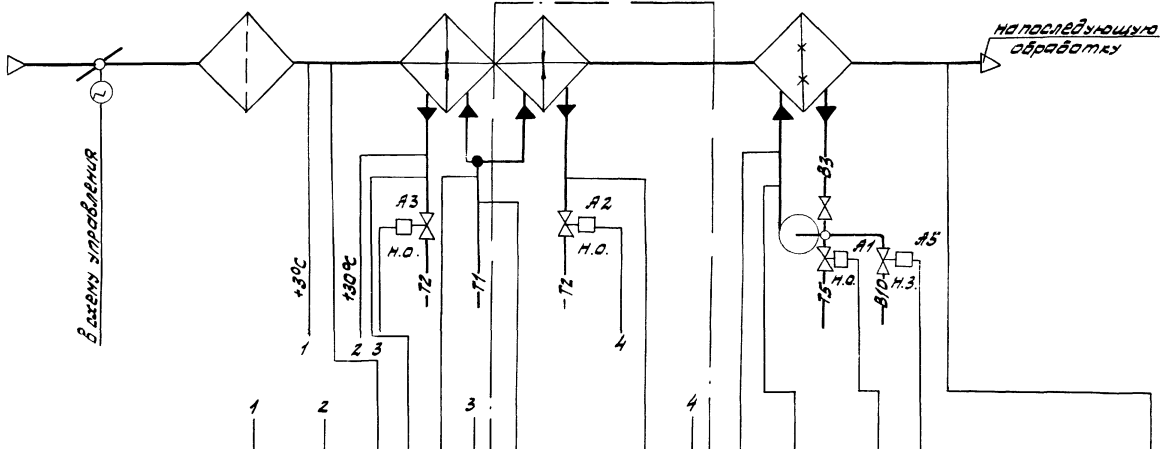 на последующую
обработку
В схему управления
+3°С
+30°С
А3
Н.О.
Т2
Т1
А2
Н.О.
Т2
В3
А1
Н.О.
Т5
А5
Н.З.
В10
1
2 3
4
1
2
3
4